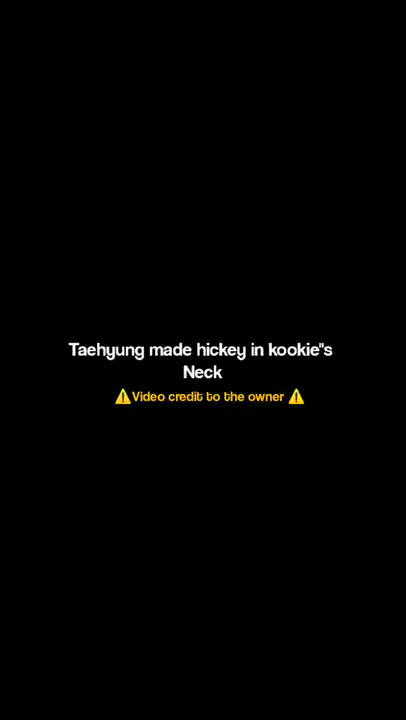 Taehyung made hickey in kookie"s
Neck
⚠️Video credit to the owner ⚠️